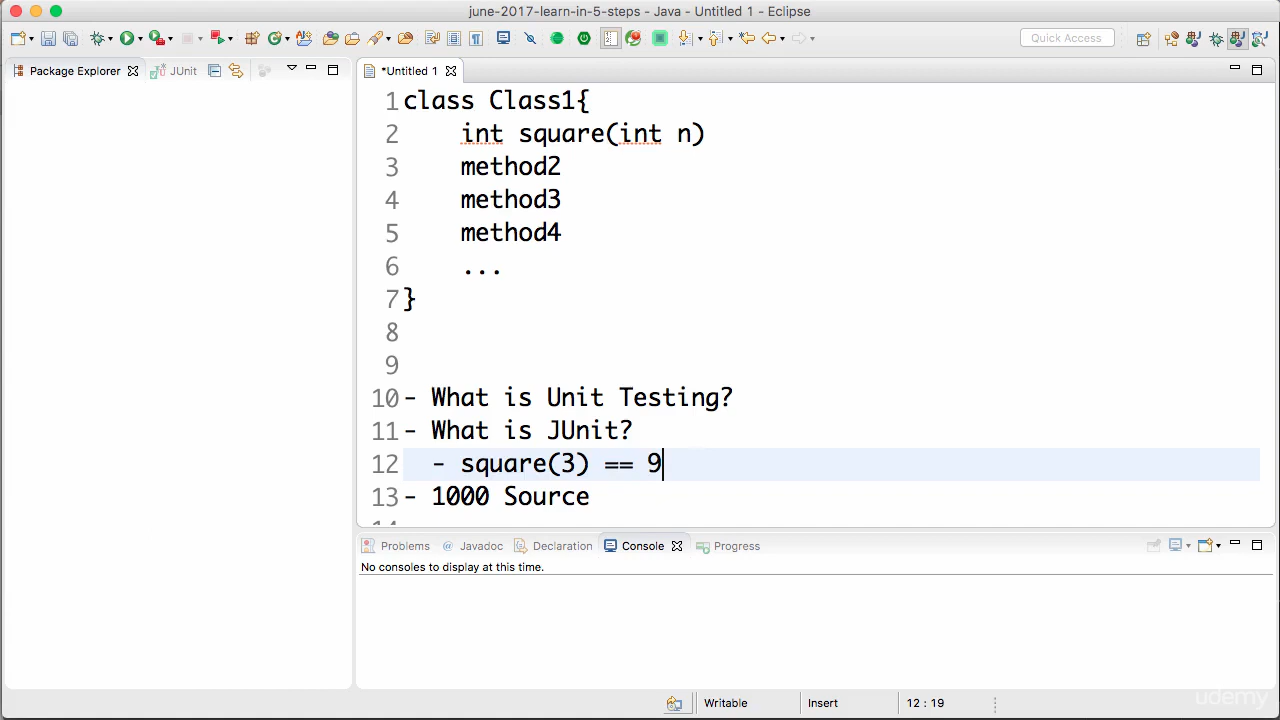 june-2017-learn-in-5-steps - Java - Untitled 1 - Eclipse
Quick Access
Package Explorer JUnit
*Untitled 1
1 class Class1{
2 int square(int n)
3 method2
4 method3
5 method4
6 ...
7 }
8
9
10 - What is Unit Testing?
11 - What is JUnit?
12 - square(3) == 9
13 - 1000 Source
Problems @ Javadoc Declaration Console Progress
No consoles to display at this time.
Writable Insert 12 : 19
udemy